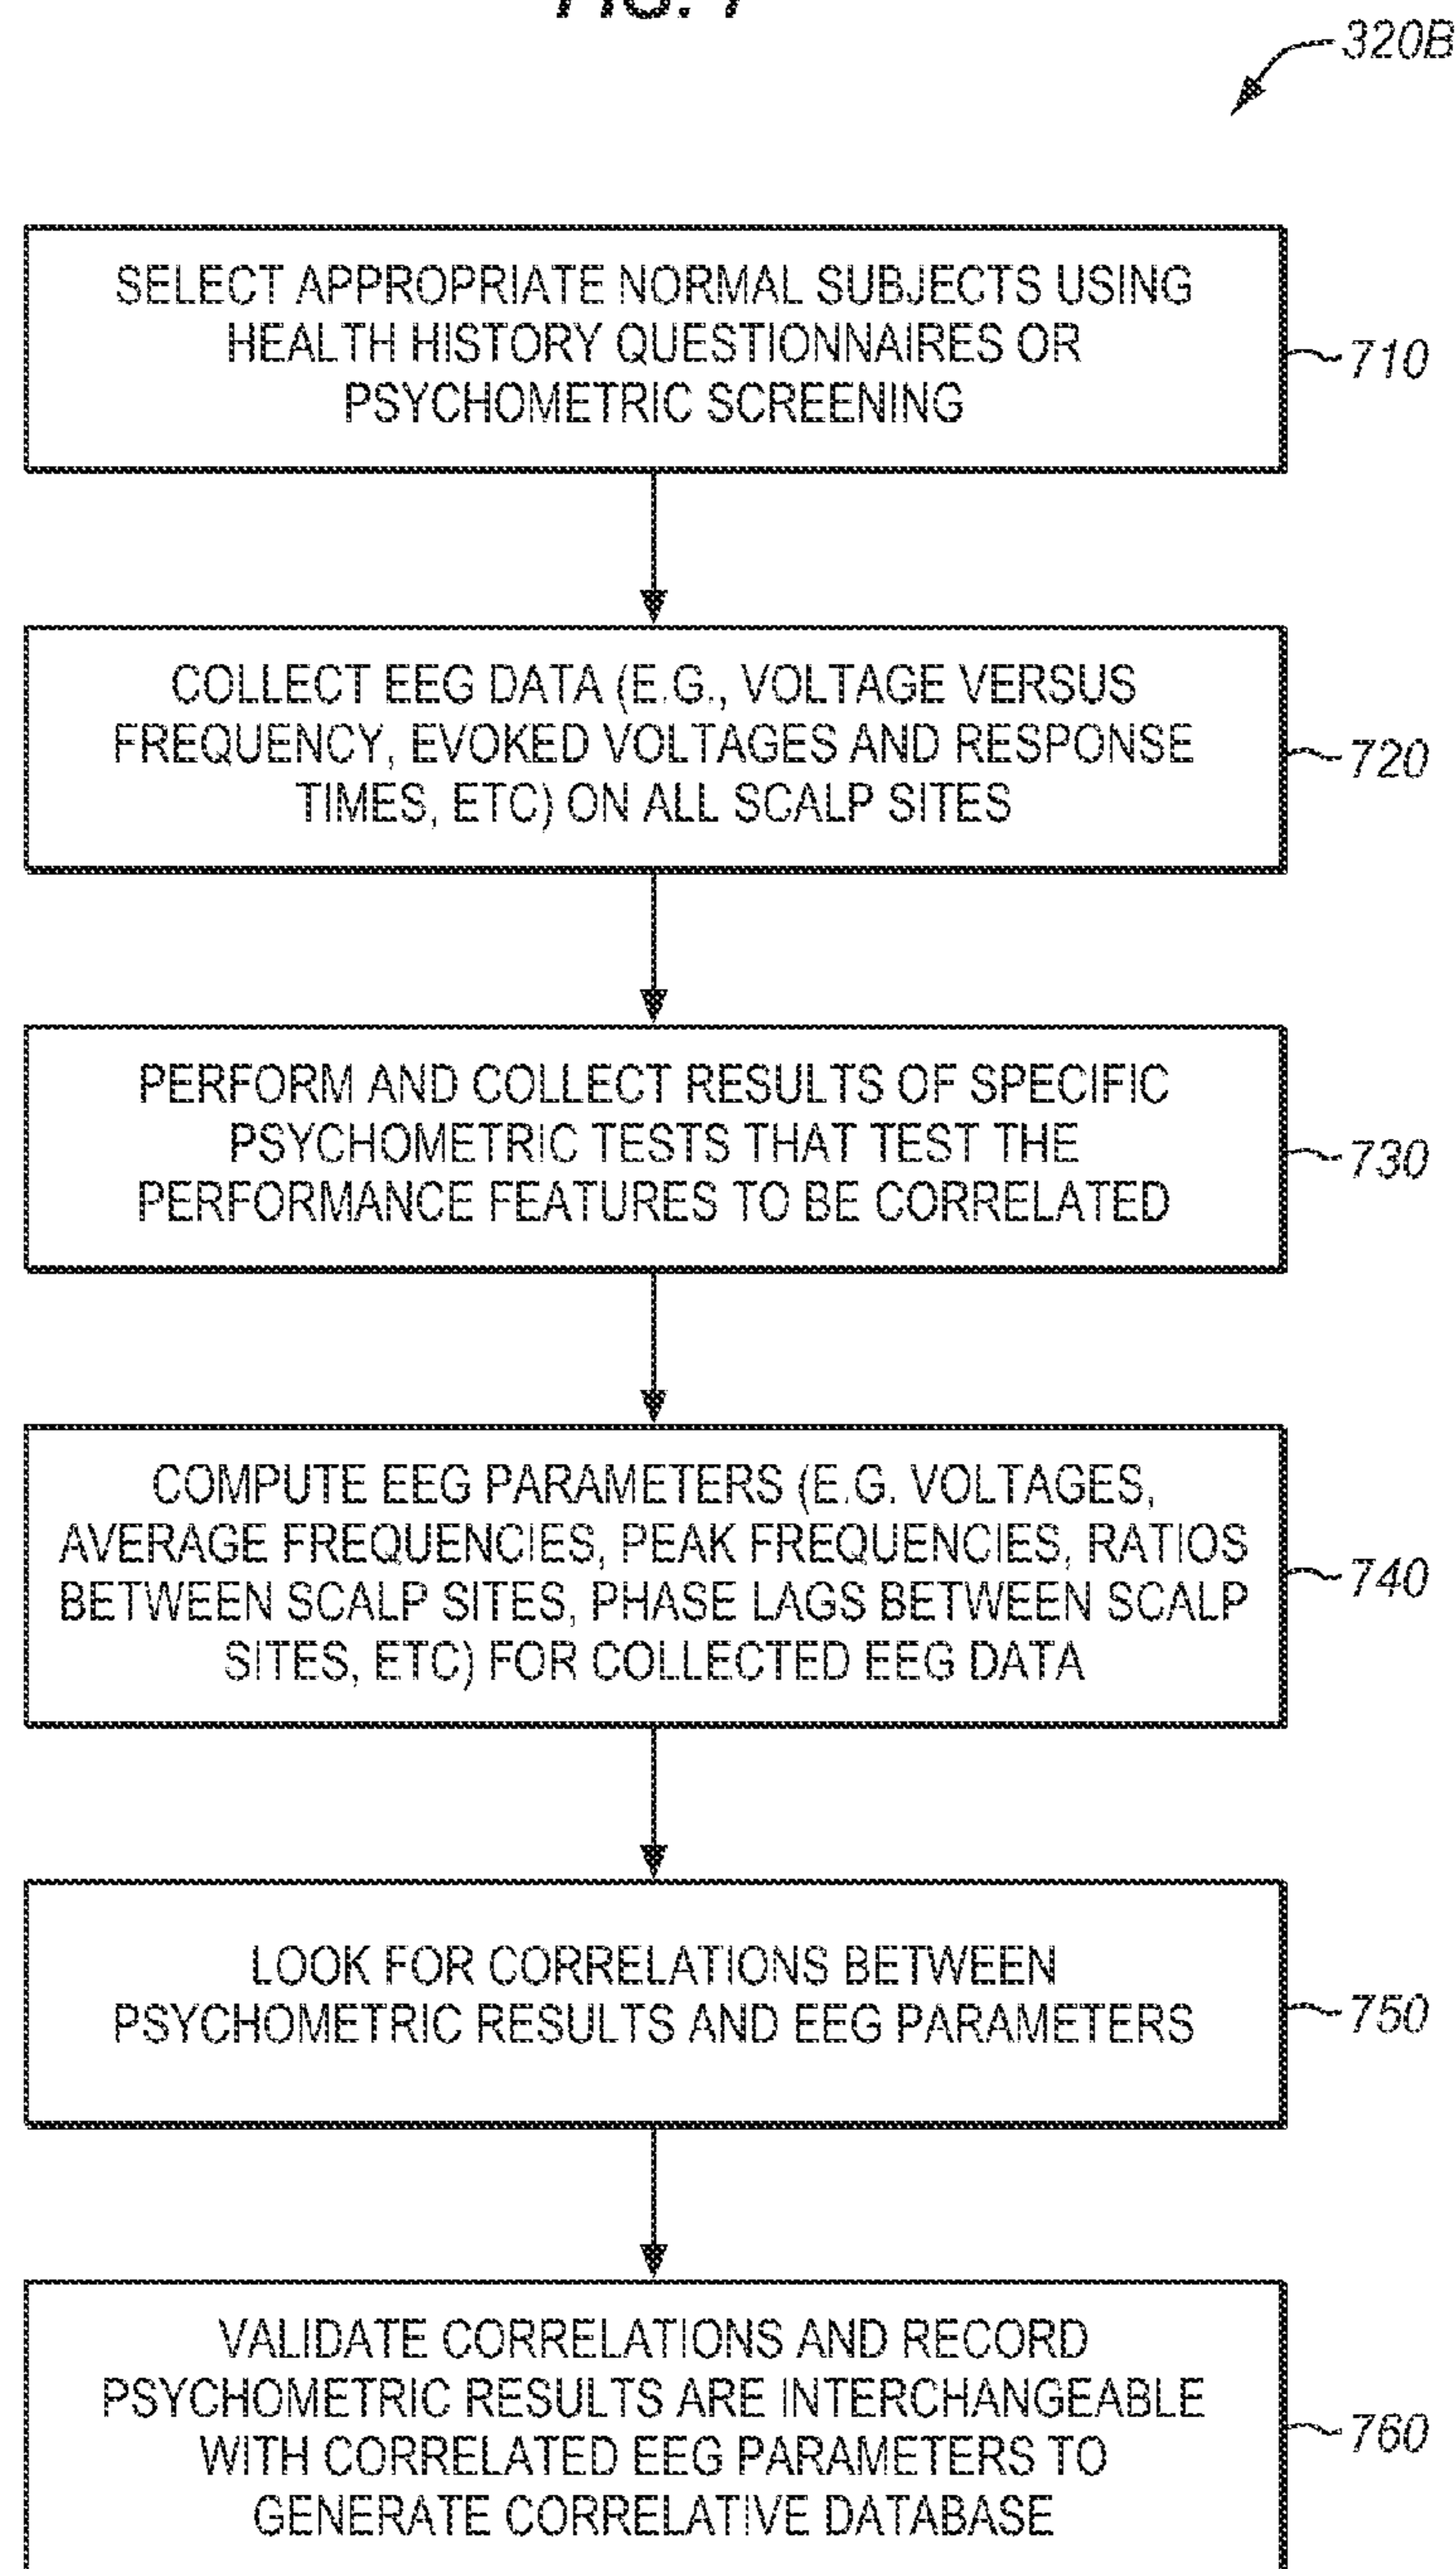 FIG. 7
320B
SELECT APPROPRIATE NORMAL SUBJECTS USING
HEALTH HISTORY QUESTIONNAIRES OR
PSYCHOMETRIC SCREENING
710
COLLECT EEG DATA (E.G., VOLTAGE VERSUS
FREQUENCY, EVOKED VOLTAGES AND RESPONSE
TIMES, ETC) ON ALL SCALP SITES
720
PERFORM AND COLLECT RESULTS OF SPECIFIC
PSYCHOMETRIC TESTS THAT TEST THE
PERFORMANCE FEATURES TO BE CORRELATED
730
COMPUTE EEG PARAMETERS (E.G. VOLTAGES,
AVERAGE FREQUENCIES, PEAK FREQUENCIES, RATIOS
BETWEEN SCALP SITES, PHASE LAGS BETWEEN SCALP
SITES, ETC) FOR COLLECTED EEG DATA
740
LOOK FOR CORRELATIONS BETWEEN
PSYCHOMETRIC RESULTS AND EEG PARAMETERS
750
VALIDATE CORRELATIONS AND RECORD
PSYCHOMETRIC RESULTS ARE INTERCHANGEABLE
WITH CORRELATED EEG PARAMETERS TO
GENERATE CORRELATIVE DATABASE
760